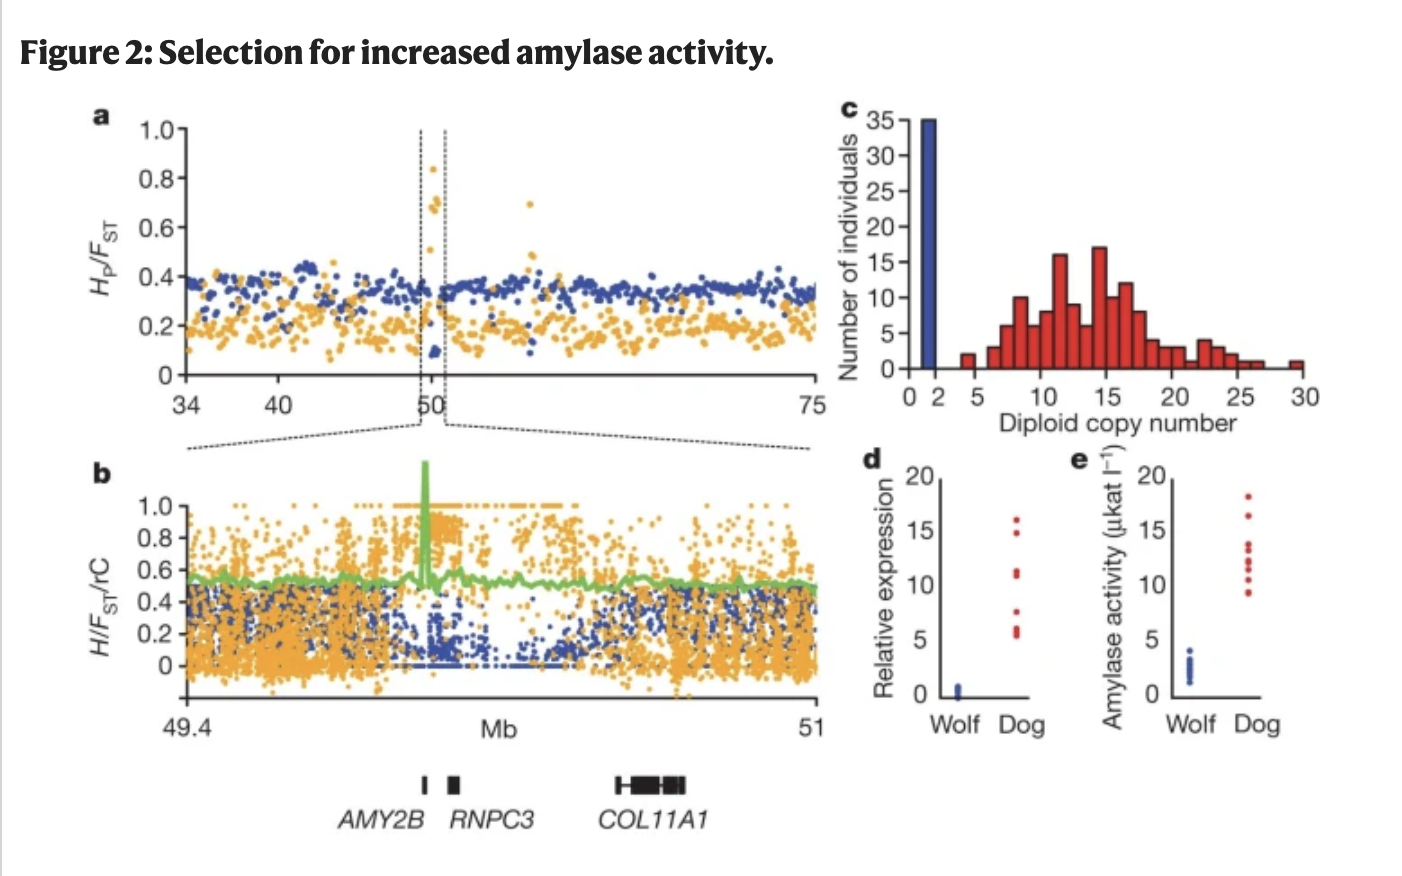 Figure 2: Selection for increased amylase activity.
a
1.0
0.8
0.6
0.4
0.2
0
H_P/F_ST
34 40 50 75
b
1.0
0.8
0.6
0.4
0.2
0
H/F_ST/rC
49.4 Mb 51
AMY2B RNPC3 COL11A1
c
35
30
25
20
15
10
5
0
Number of individuals
0 2 5 10 15 20 25 30
Diploid copy number
d
20
15
10
5
0
Relative expression
Wolf Dog
e
20
15
10
5
0
Amylase activity (μkat l⁻¹)
Wolf Dog